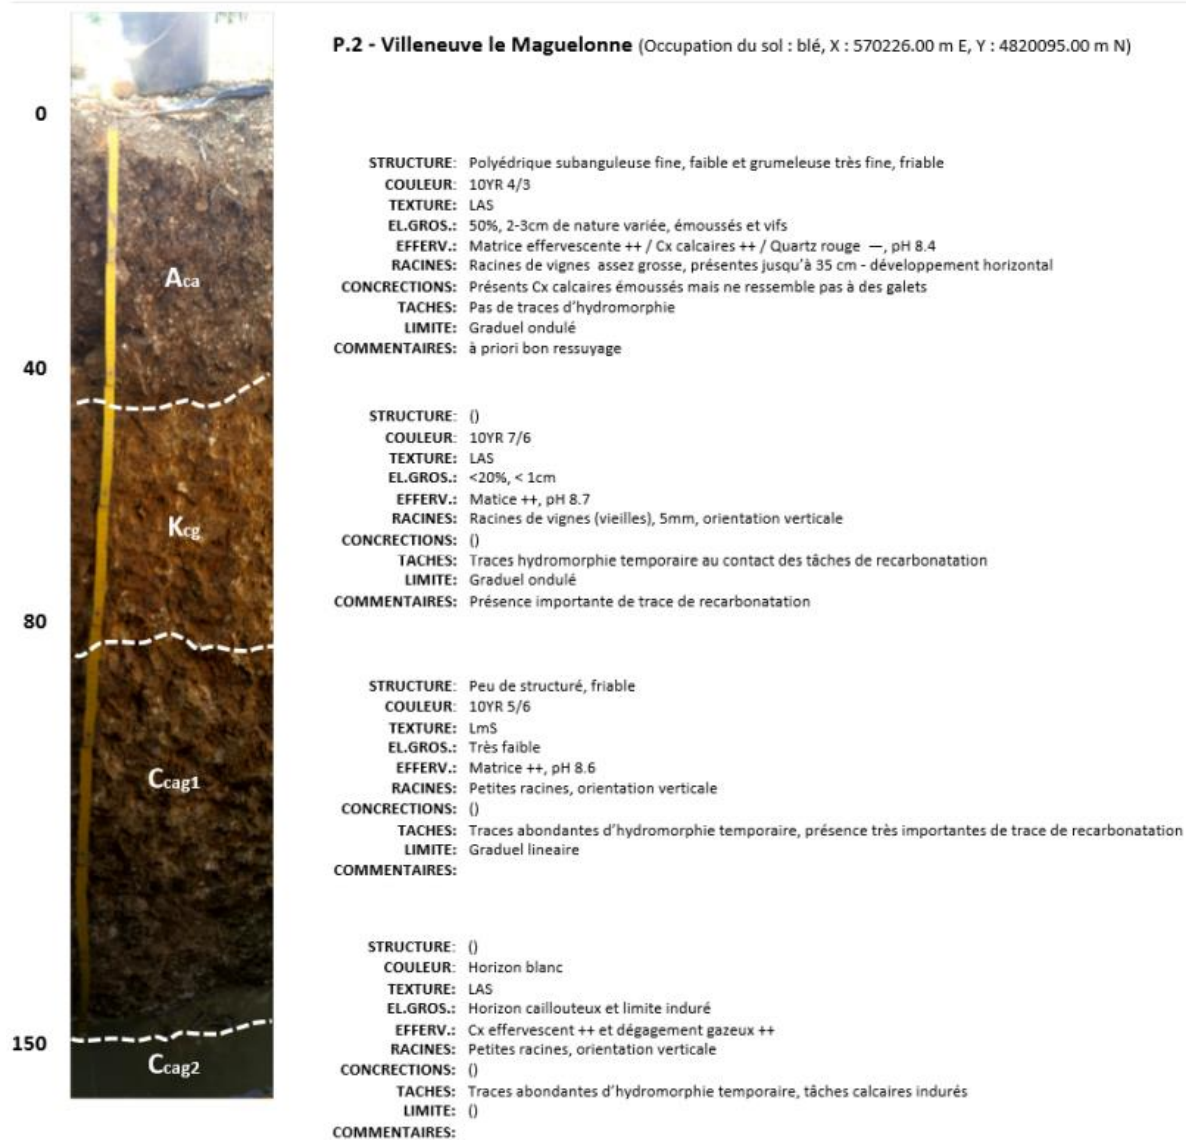 P.2 - Villeneuve le Maguelonne (Occupation du sol : blé, X : 570226.00 m E, Y : 4820095.00 m N)
0
STRUCTURE: Polyédrique subanguleuse fine, faible et grumeleuse très fine, friable
COULEUR: 10YR 4/3
TEXTURE: LAS
EL.GROS.: 50%, 2-3cm de nature variée, émoussés et vifs
EFFERV.: Matrice effervescente ++ / Cx calcaires ++ / Quartz rouge —, pH 8.4
RACINES: Racines de vignes assez grosse, présentes jusqu'à 35 cm - développement horizontal
Aca
CONCRECTIONS: Présents Cx calcaires émoussés mais ne ressemble pas à des galets
TACHES: Pas de traces d'hydromorphie
LIMITE: Graduel ondulé
COMMENTAIRES: à priori bon ressuyage
40
STRUCTURE: ()
COULEUR: 10YR 7/6
TEXTURE: LAS
EL.GROS.: <20%, < 1cm
EFFERV.: Matice ++, pH 8.7
RACINES: Racines de vignes (vieilles), 5mm, orientation verticale
Kcg
CONCRECTIONS: ()
TACHES: Traces hydromorphie temporaire au contact des tâches de recarbonatation
LIMITE: Graduel ondulé
COMMENTAIRES: Présence importante de trace de recarbonatation
80
STRUCTURE: Peu de structuré, friable
COULEUR: 10YR 5/6
TEXTURE: LmS
EL.GROS.: Très faible
EFFERV.: Matrice ++, pH 8.6
Ccag1
RACINES: Petites racines, orientation verticale
CONCRECTIONS: ()
TACHES: Traces abondantes d'hydromorphie temporaire, présence très importantes de trace de recarbonatation
LIMITE: Graduel lineaire
COMMENTAIRES:
STRUCTURE: ()
COULEUR: Horizon blanc
TEXTURE: LAS
EL.GROS.: Horizon caillouteux et limite induré
EFFERV.: Cx effervescent ++ et dégagement gazeux ++
150
RACINES: Petites racines, orientation verticale
Ccag2
CONCRECTIONS: ()
TACHES: Traces abondantes d'hydromorphie temporaire, tâches calcaires indurés
LIMITE: ()
COMMENTAIRES: